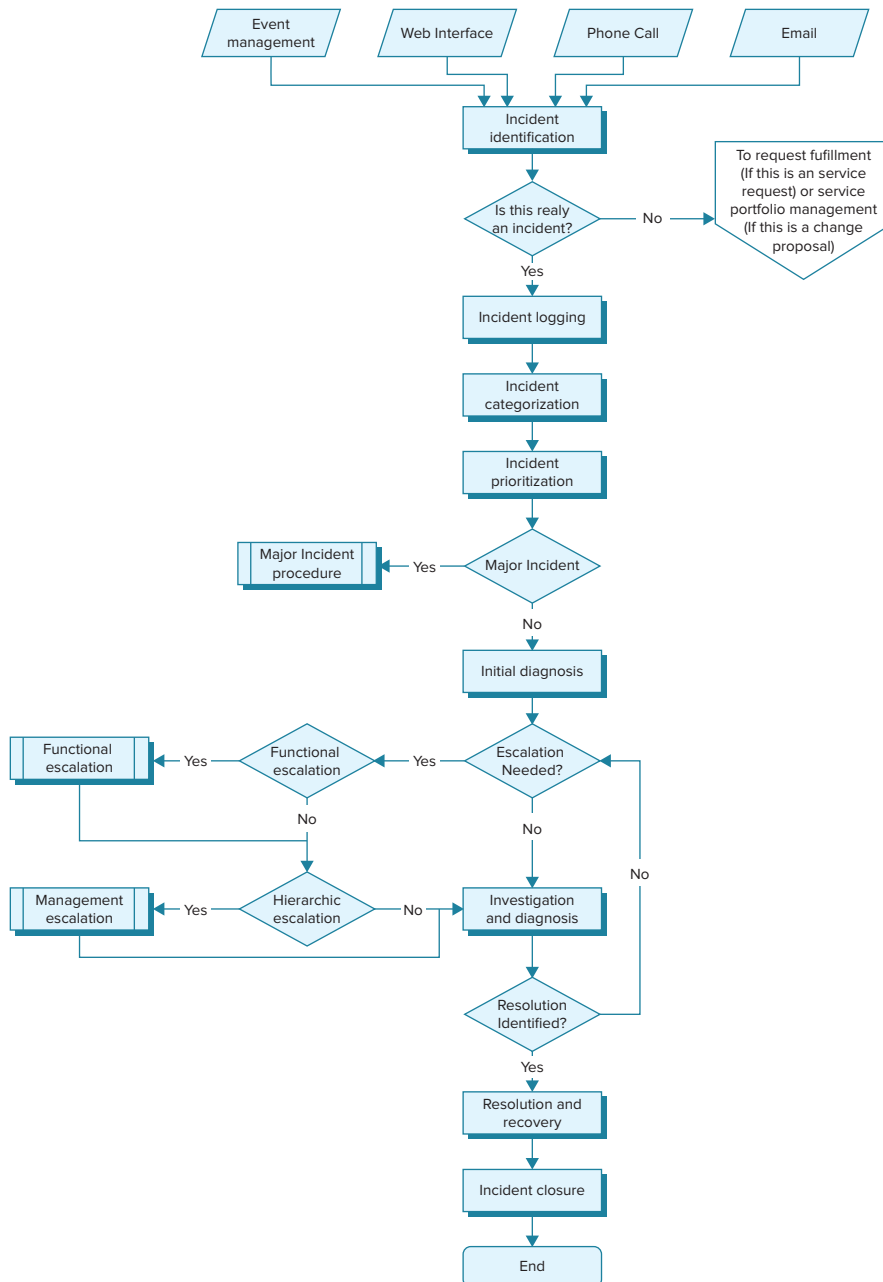 Event
management
Web Interface
Phone Call
Email
Incident
identification
To request fufillment
(If this is an service
request) or service
portfolio management
(If this is a change
proposal)
Is this realy
an incident?
No
Yes
Incident logging
Incident
categorization
Incident
prioritization
Major Incident
procedure
Yes
Major Incident
No
Initial diagnosis
Functional
escalation
Yes
Functional
escalation
Yes
Escalation
Needed?
No
No
No
Management
escalation
Yes
Hierarchic
escalation
No
Investigation
and diagnosis
Resolution
Identified?
Yes
Resolution and
recovery
Incident closure
End